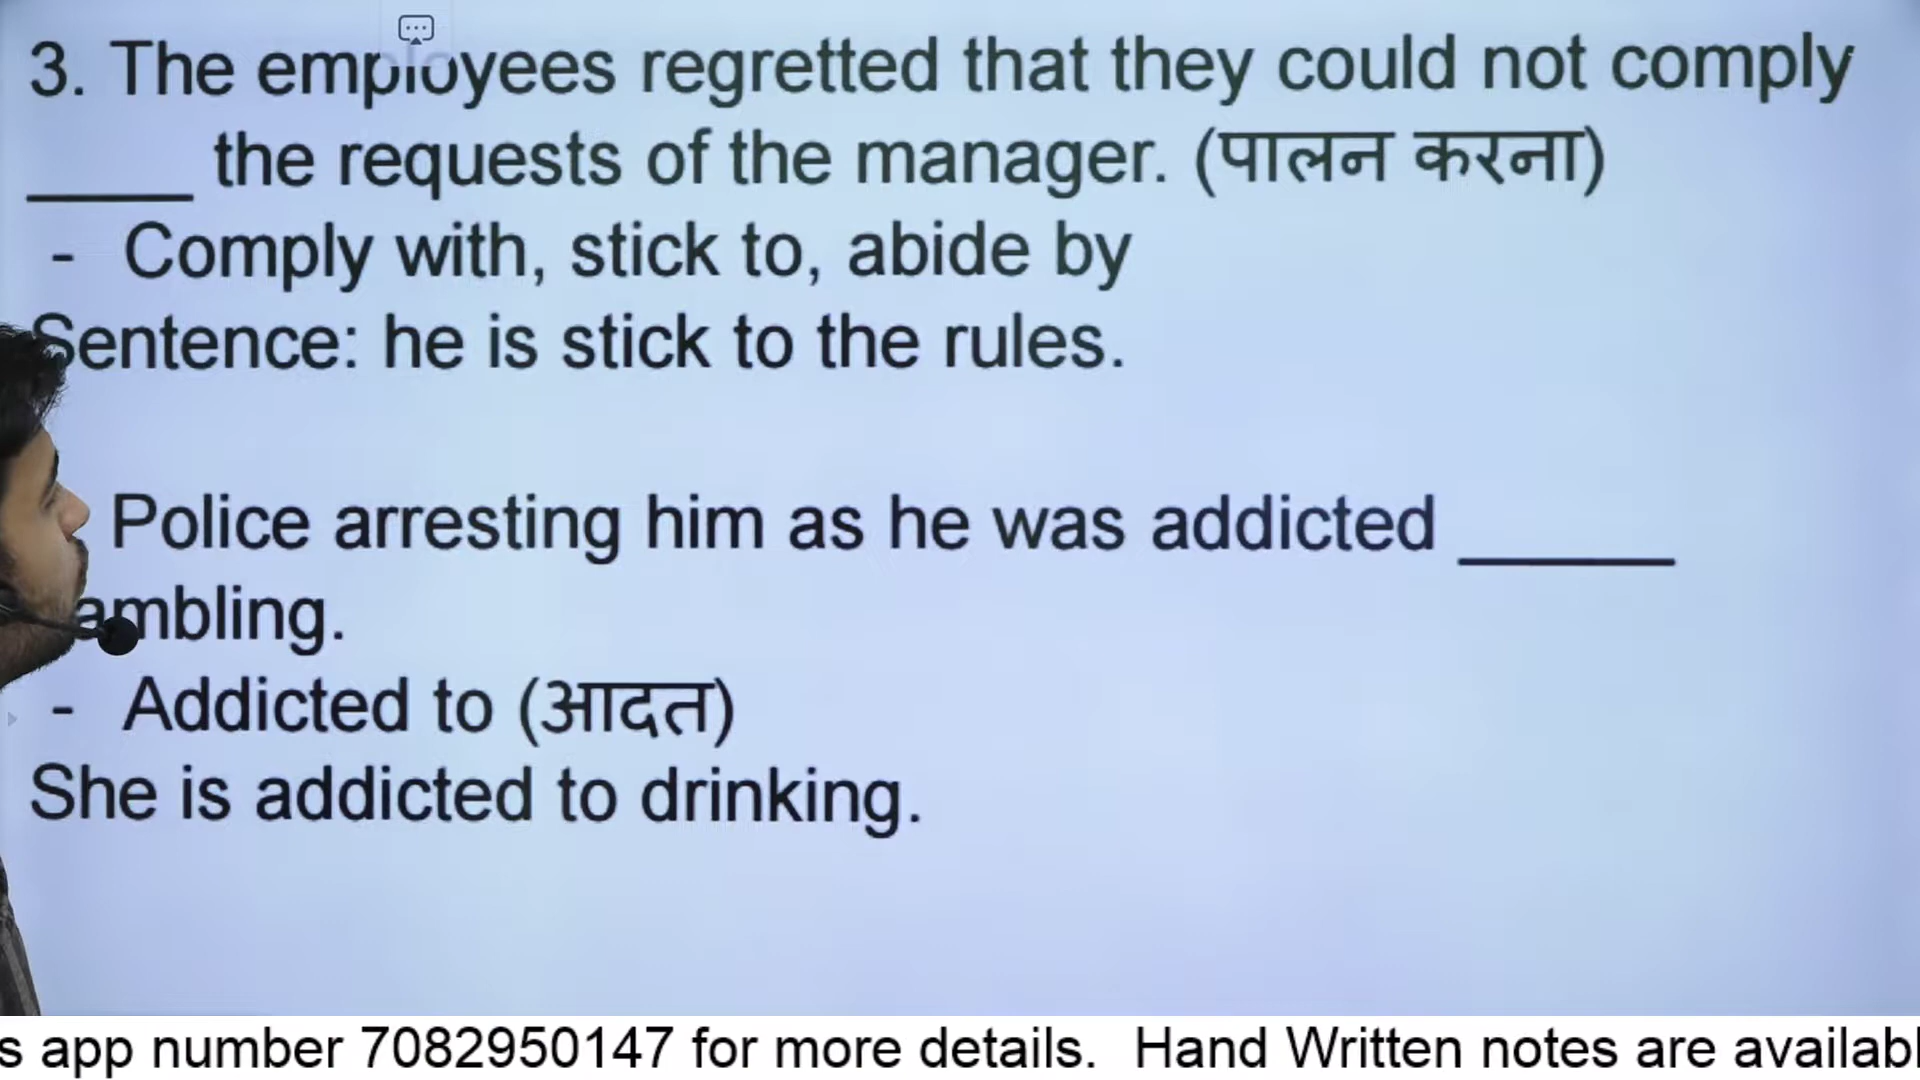 3. The employees regretted that they could not comply
____ the requests of the manager. (पालन करना)
- Comply with, stick to, abide by
Sentence: he is stick to the rules.
Police arresting him as he was addicted ______
ambling.
- Addicted to (आदत)
She is addicted to drinking.
s app number 7082950147 for more details. Hand Written notes are availabl